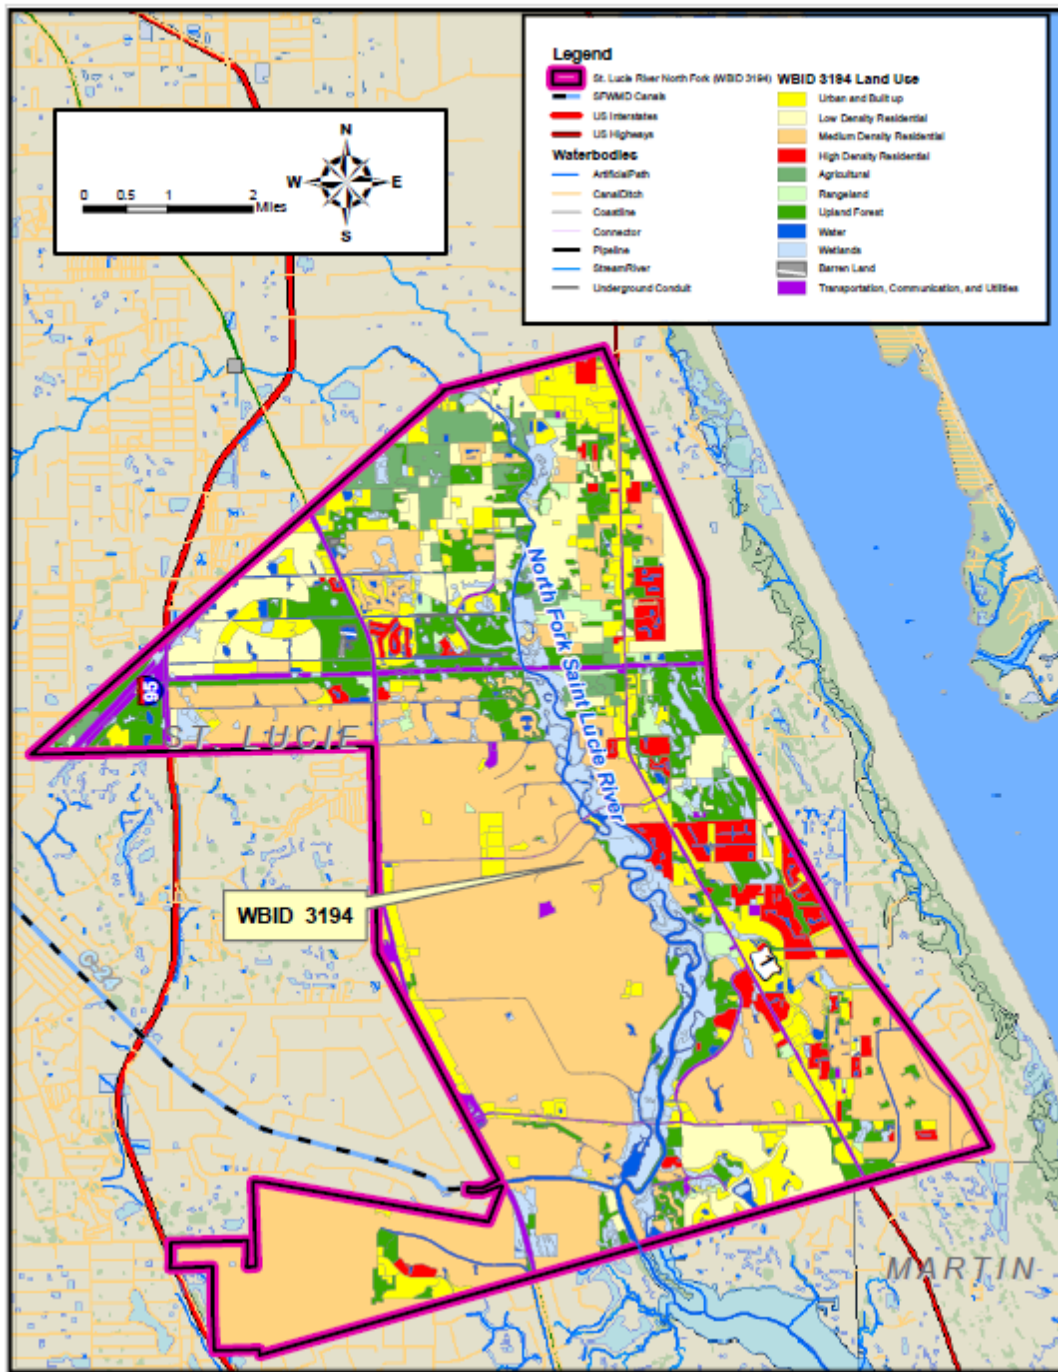 Legend
St. Lucie River North Fork (WBID 3194)
SFWMD Canals
US Interstates
US Highways
Waterbodies
ArtificialPath
CanalDitch
Coastline
Connector
Pipeline
StreamRiver
Underground Conduit
WBID 3194 Land Use
Urban and Built up
Low Density Residential
Medium Density Residential
High Density Residential
Agricultural
Rangeland
Upland Forest
Water
Wetlands
Barren Land
Transportation, Communication, and Utilities
N
W E
S
0 0.5 1 2
Miles
North Fork Saint Lucie River
95
ST. LUCIE
WBID 3194
C-24
1
MARTIN